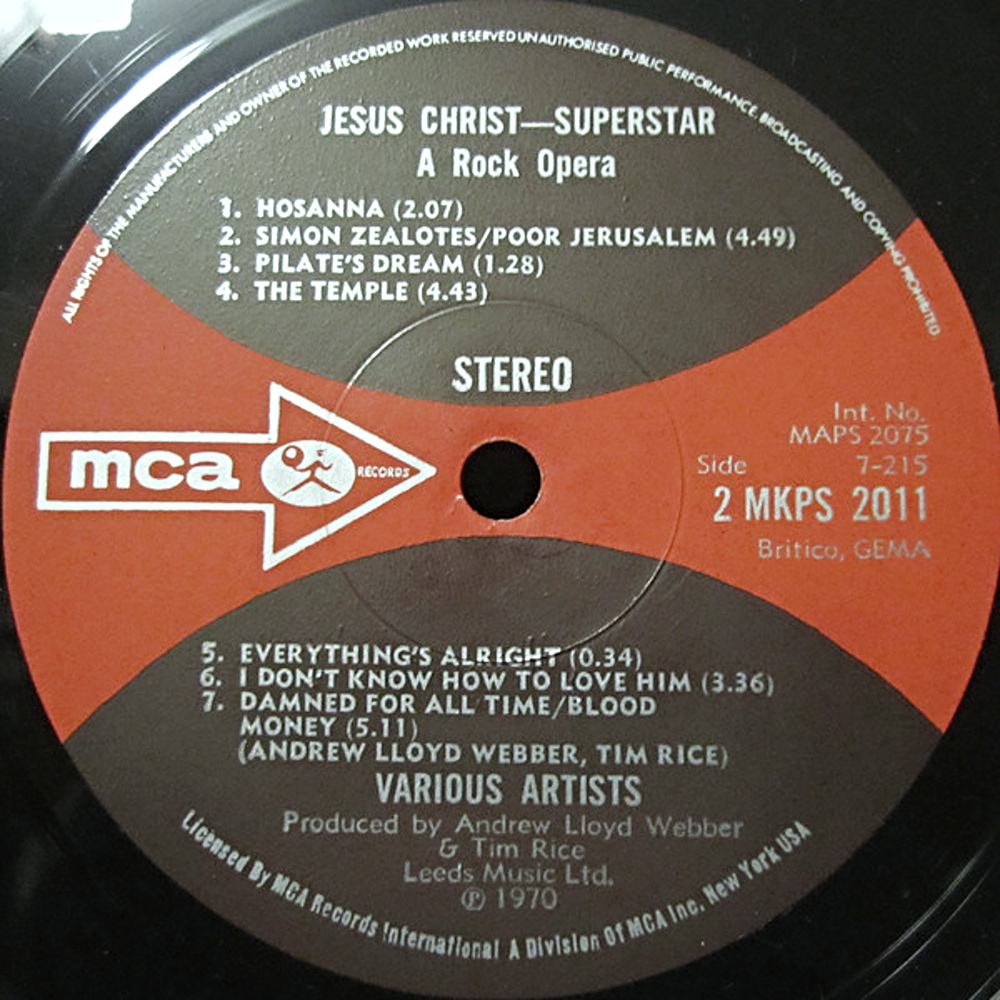 ALL RIGHTS OF THE MANUFACTURERS AND OWNER OF THE RECORDED WORK RESERVED UNAUTHORISED PUBLIC PERFORMANCE, BROADCASTING AND COPYING PROHIBITED
JESUS CHRIST—SUPERSTAR
A Rock Opera
1. HOSANNA (2.07)
2. SIMON ZEALOTES/POOR JERUSALEM (4.49)
3. PILATE'S DREAM (1.28)
4. THE TEMPLE (4.43)
STEREO
mca RECORDS
Int. No.
MAPS 2075
Side 7-215
2 MKPS 2011
Britico, GEMA
5. EVERYTHING'S ALRIGHT (0.34)
6. I DON'T KNOW HOW TO LOVE HIM (3.36)
7. DAMNED FOR ALL TIME/BLOOD
MONEY (5.11)
(ANDREW LLOYD WEBBER, TIM RICE)
VARIOUS ARTISTS
Produced by Andrew Lloyd Webber
& Tim Rice
Leeds Music Ltd.
℗ 1970
Licensed By MCA Records International A Division Of MCA Inc. New York USA